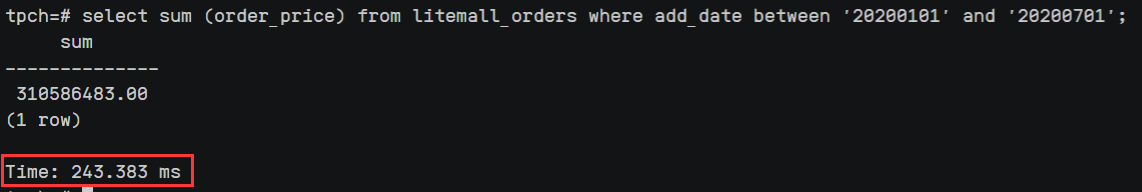 tpch=# select sum (order_price) from litemall_orders where add_date between '20200101' and '20200701';
     sum
--------------
 310586483.00
(1 row)
Time: 243.383 ms